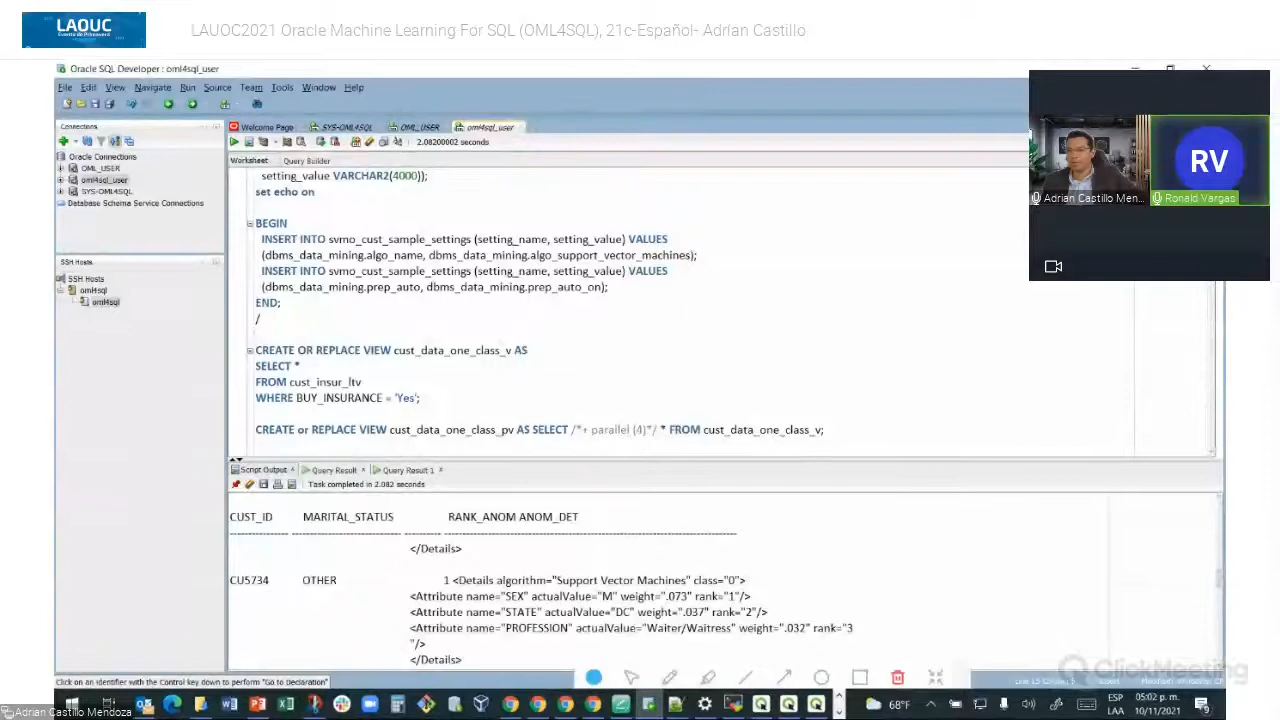 LAOUC
Evento de Primavera
LAUOC2021 Oracle Machine Learning For SQL (OML4SQL), 21c-Español- Adrían Castillo
Oracle SQL Developer : oml4sql_user
File Edit View Navigate Run Source Team Tools Window Help
Connections
Welcome Page
SYS-OML4SQL
OML_USER
oml4sql_user
2.08200002 seconds
Oracle Connections
OML_USER
oml4sql_user
SYS-OML4SQL
Database Schema Service Connections
SSH Hosts
SSH Hosts
oml4sql
oml4sql
Worksheet Query Builder
setting_value VARCHAR2(4000));
set echo on
BEGIN
INSERT INTO svmo_cust_sample_settings (setting_name, setting_value) VALUES
(dbms_data_mining.algo_name, dbms_data_mining.algo_support_vector_machines);
INSERT INTO svmo_cust_sample_settings (setting_name, setting_value) VALUES
(dbms_data_mining.prep_auto, dbms_data_mining.prep_auto_on);
END;
/
CREATE OR REPLACE VIEW cust_data_one_class_v AS
SELECT *
FROM cust_insur_ltv
WHERE BUY_INSURANCE = 'Yes';
CREATE or REPLACE VIEW cust_data_one_class_pv AS SELECT /*+ parallel (4)*/ * FROM cust_data_one_class_v;
Script Output Query Result Query Result 1
Task completed in 2.082 seconds
CUST_ID MARITAL_STATUS RANK_ANOM ANOM_DET
</Details>
CU5734 OTHER 1 <Details algorithm="Support Vector Machines" class="0">
<Attribute name="SEX" actualValue="M" weight=".073" rank="1"/>
<Attribute name="STATE" actualValue="DC" weight=".037" rank="2"/>
<Attribute name="PROFESSION" actualValue="Waiter/Waitress" weight=".032" rank="3
"/>
</Details>
Click on an identifier with the Control key down to perform "Go to Declaration"
RV
Adrian Castillo Men...
Ronald Vargas
ClickMeeting
68°F
ESP
LAA
05:02 p. m.
10/11/2021
Adrian Castillo Mendoza